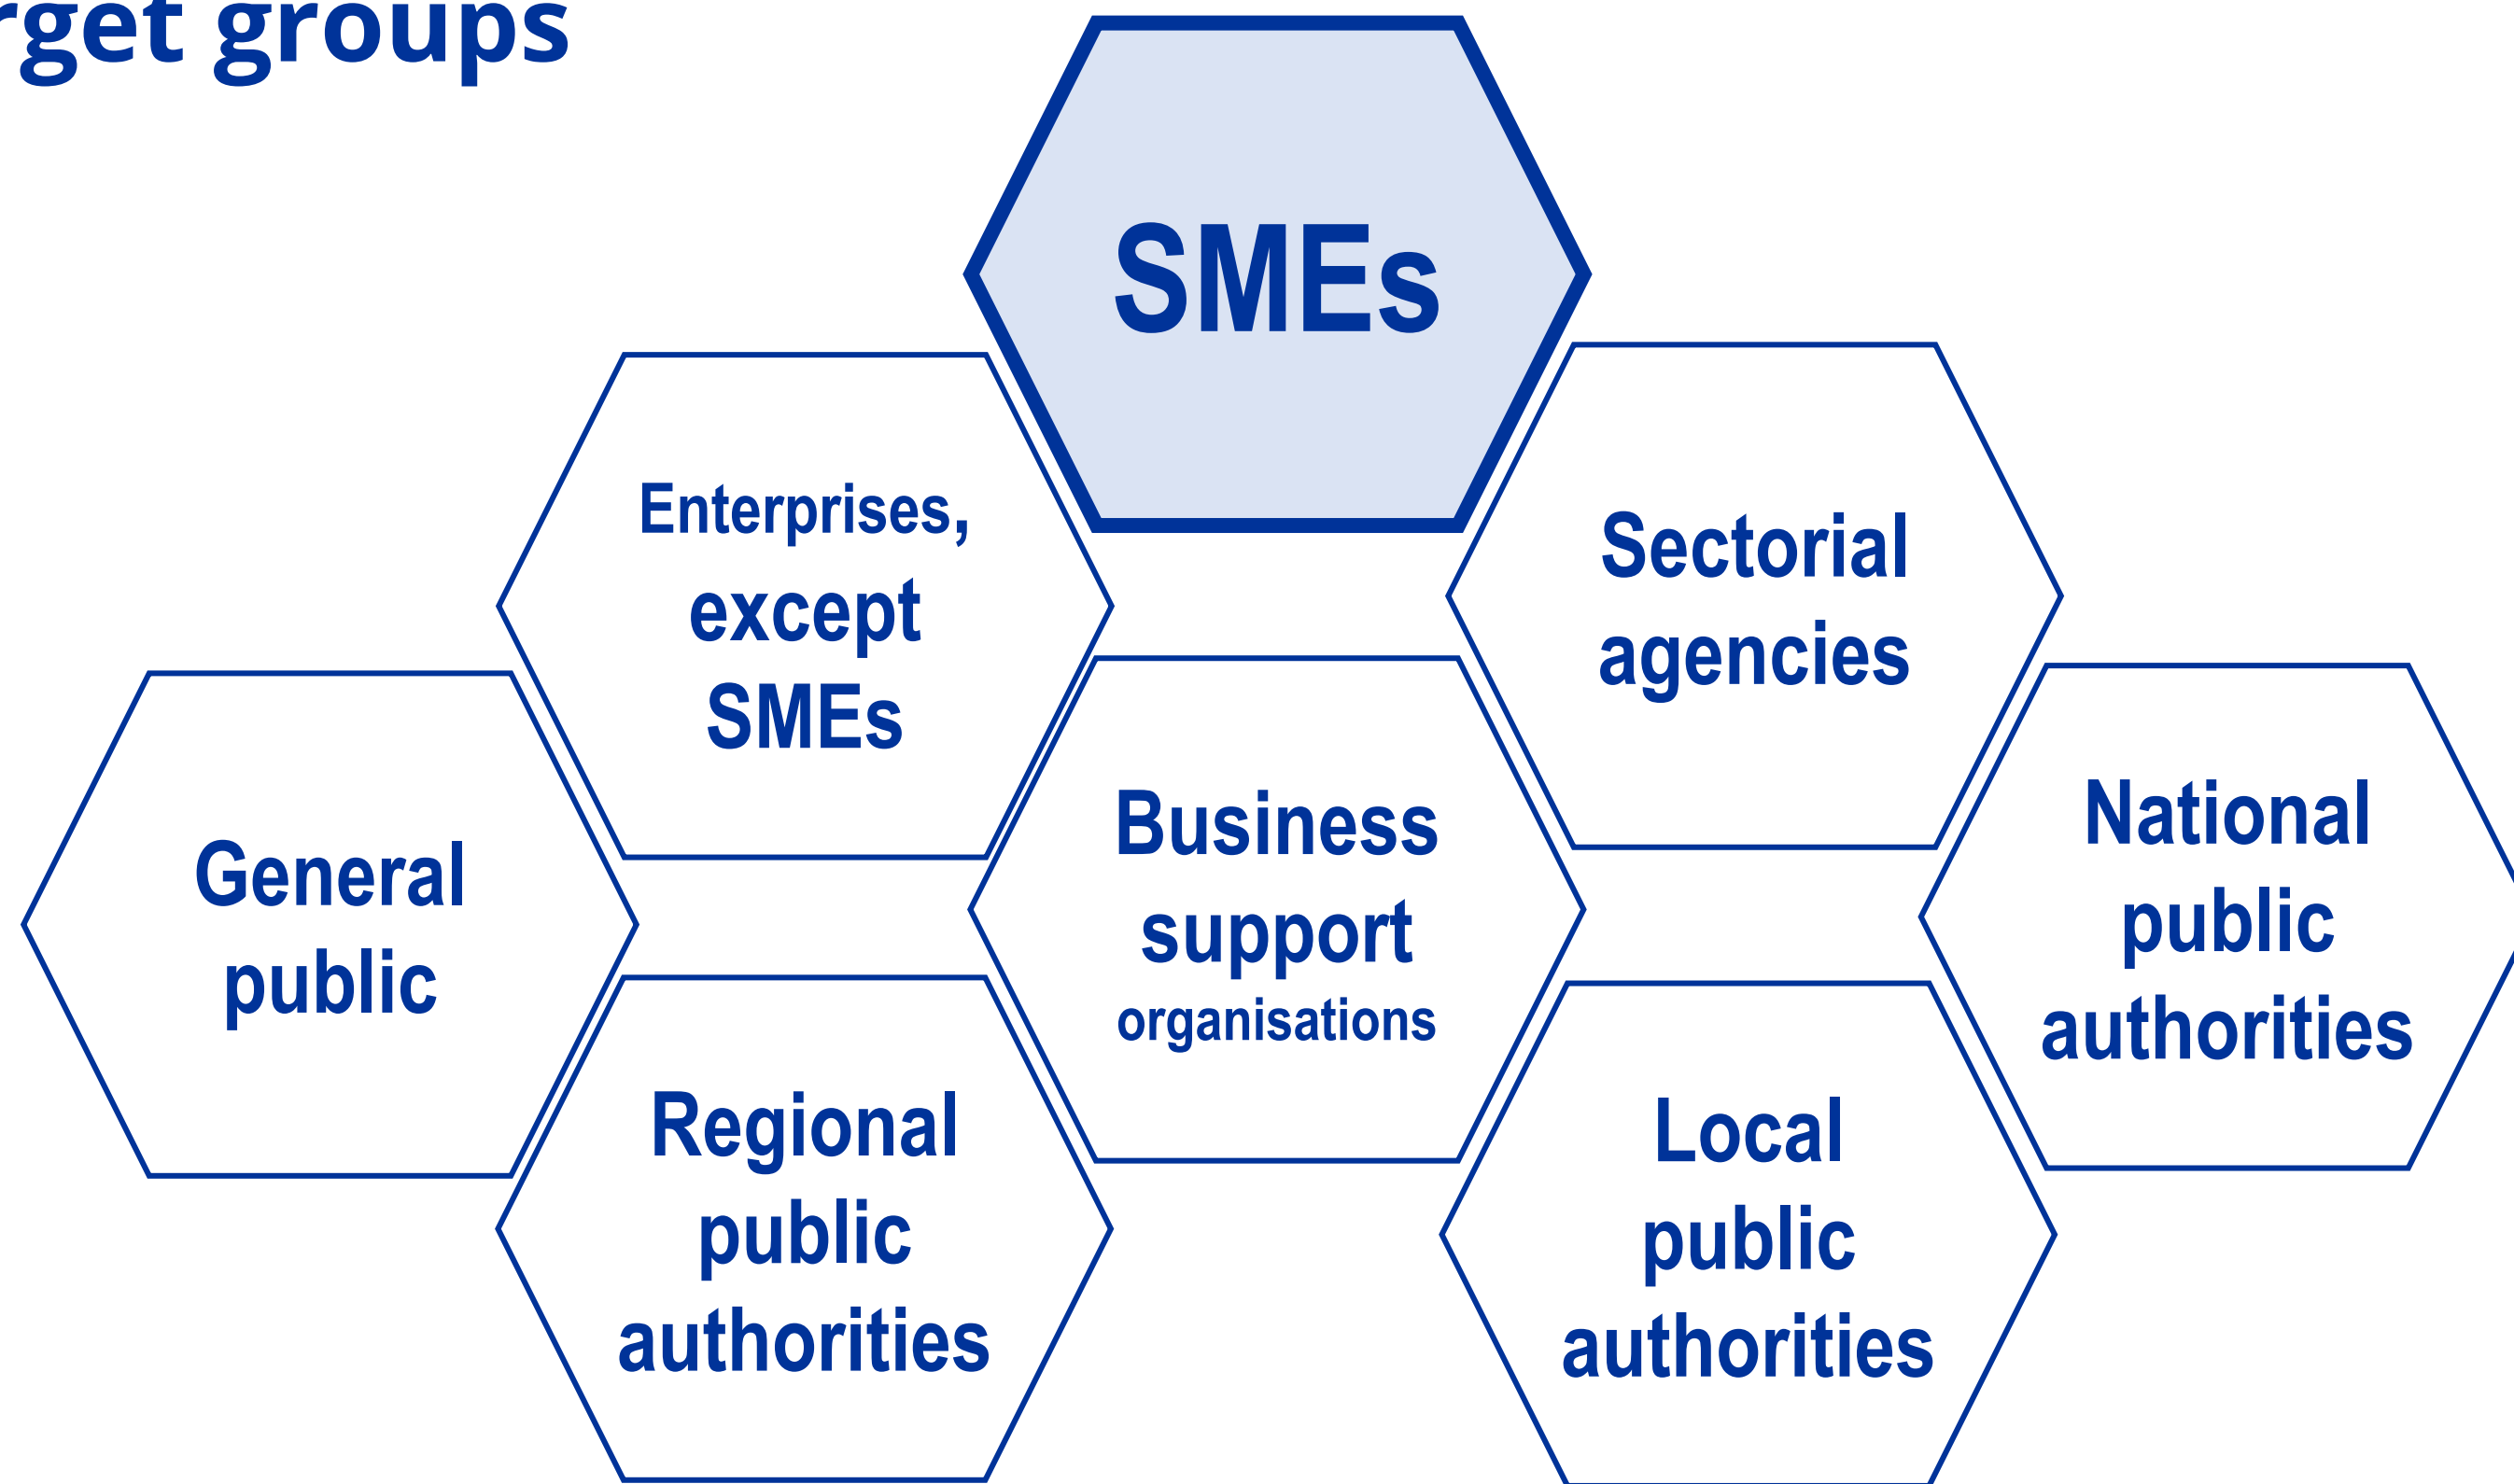 rget groups
SMEs
Enterprises,
except
SMEs
Sectorial
agencies
General
public
Business
support
organisations
National
public
authorities
Regional
public
authorities
Local
public
authorities